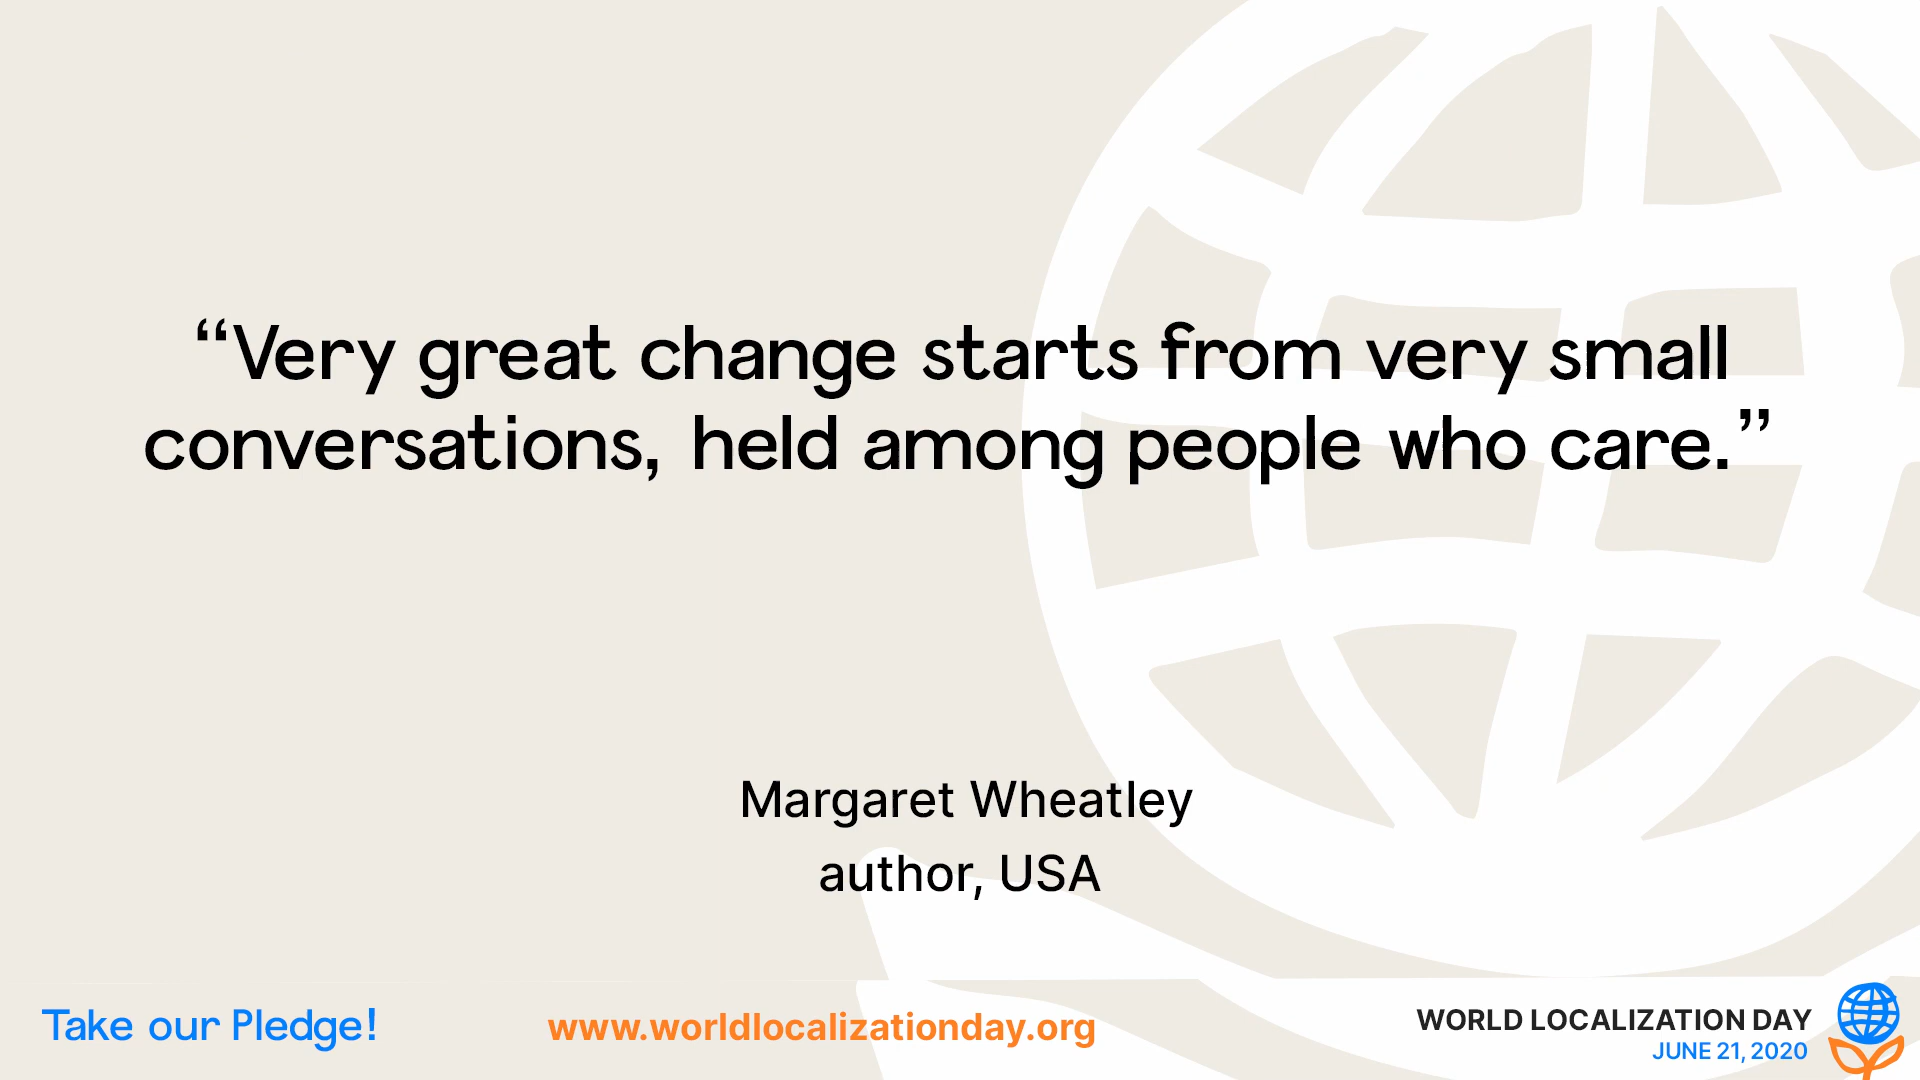 “Very great change starts from very small
conversations, held among people who care.”
Margaret Wheatley
author, USA
Take our Pledge!
www.worldlocalizationday.org
WORLD LOCALIZATION DAY
JUNE 21, 2020